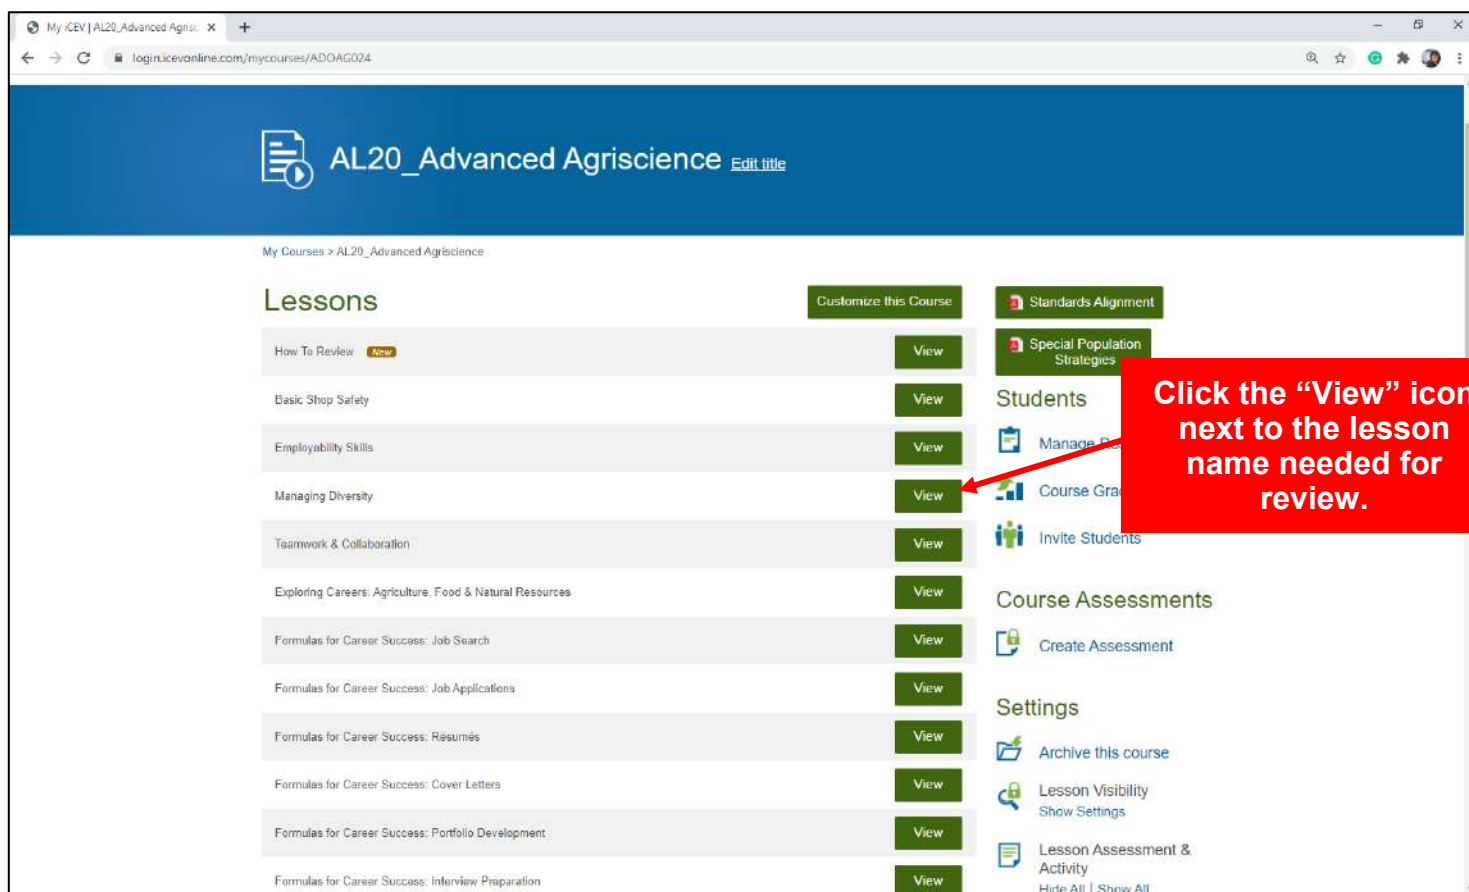 My iCEV | AL20_Advanced Agrisc
login.icevonline.com/mycourses/ADOAG024
AL20_Advanced Agriscience Edit title
My Courses > AL20_Advanced Agriscience
Lessons
Customize this Course
How To Review New View
Basic Shop Safety View
Employability Skills View
Managing Diversity View
Teamwork & Collaboration View
Exploring Careers: Agriculture, Food & Natural Resources View
Formulas for Career Success: Job Search View
Formulas for Career Success: Job Applications View
Formulas for Career Success: Résumés View
Formulas for Career Success: Cover Letters View
Formulas for Career Success: Portfolio Development View
Formulas for Career Success: Interview Preparation View
Standards Alignment
Special Population
Strategies
Students
Manage
Course Gra
Invite Students
Click the “View” icon
next to the lesson
name needed for
review.
Course Assessments
Create Assessment
Settings
Archive this course
Lesson Visibility
Show Settings
Lesson Assessment &
Activity
Hide All | Show All